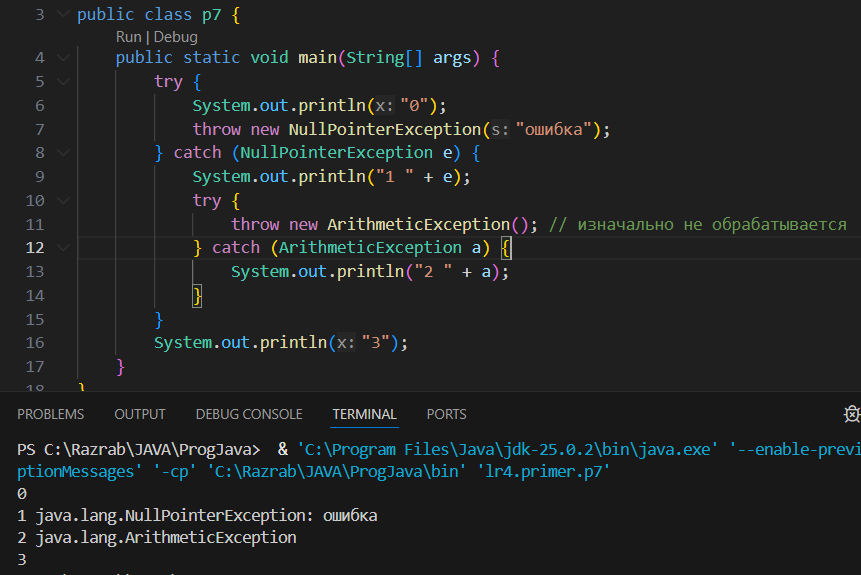 3 public class p7 {
Run | Debug
4 public static void main(String[] args) {
5 try {
6 System.out.println(x: "0");
7 throw new NullPointerException(s: "ошибка");
8 } catch (NullPointerException e) {
9 System.out.println("1 " + e);
10 try {
11 throw new ArithmeticException(); // изначально не обрабатывается
12 } catch (ArithmeticException a) {
13 System.out.println("2 " + a);
14 }
15 }
16 System.out.println(x: "3");
17 }
18 }
PROBLEMS OUTPUT DEBUG CONSOLE TERMINAL PORTS
PS C:\Razrab\JAVA\ProgJava> & 'C:\Program Files\Java\jdk-25.0.2\bin\java.exe' '--enable-previ
ptionMessages' '-cp' 'C:\Razrab\JAVA\ProgJava\bin' 'lr4.primer.p7'
0
1 java.lang.NullPointerException: ошибка
2 java.lang.ArithmeticException
3